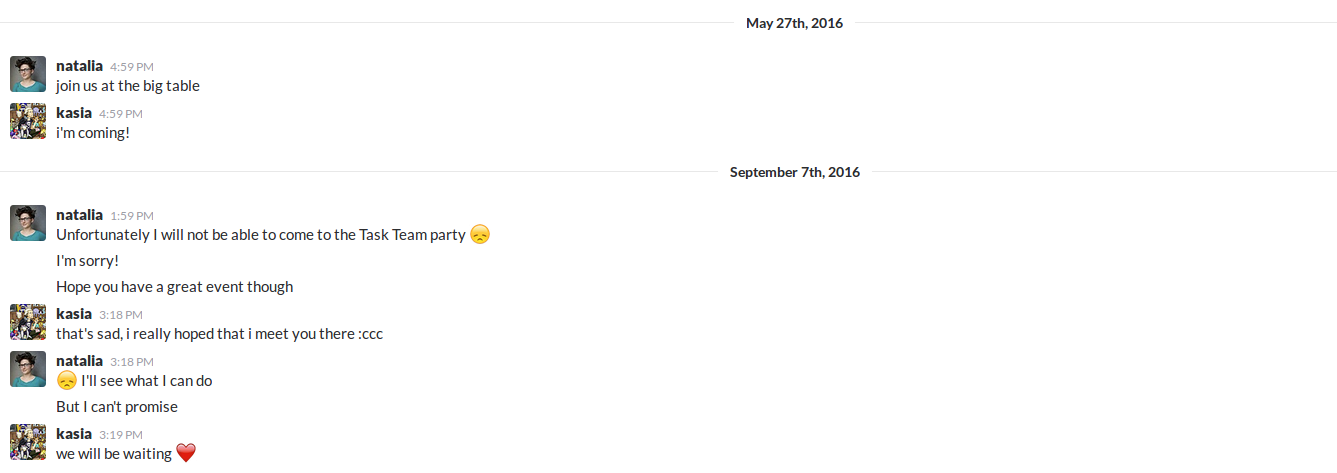 May 27th, 2016
natalia 4:59 PM
join us at the big table
kasia 4:59 PM
i'm coming!
September 7th, 2016
natalia 1:59 PM
Unfortunately I will not be able to come to the Task Team party 😞
I'm sorry!
Hope you have a great event though
kasia 3:18 PM
that's sad, i really hoped that i meet you there :ccc
natalia 3:18 PM
😞 I'll see what I can do
But I can't promise
kasia 3:19 PM
we will be waiting ❤️